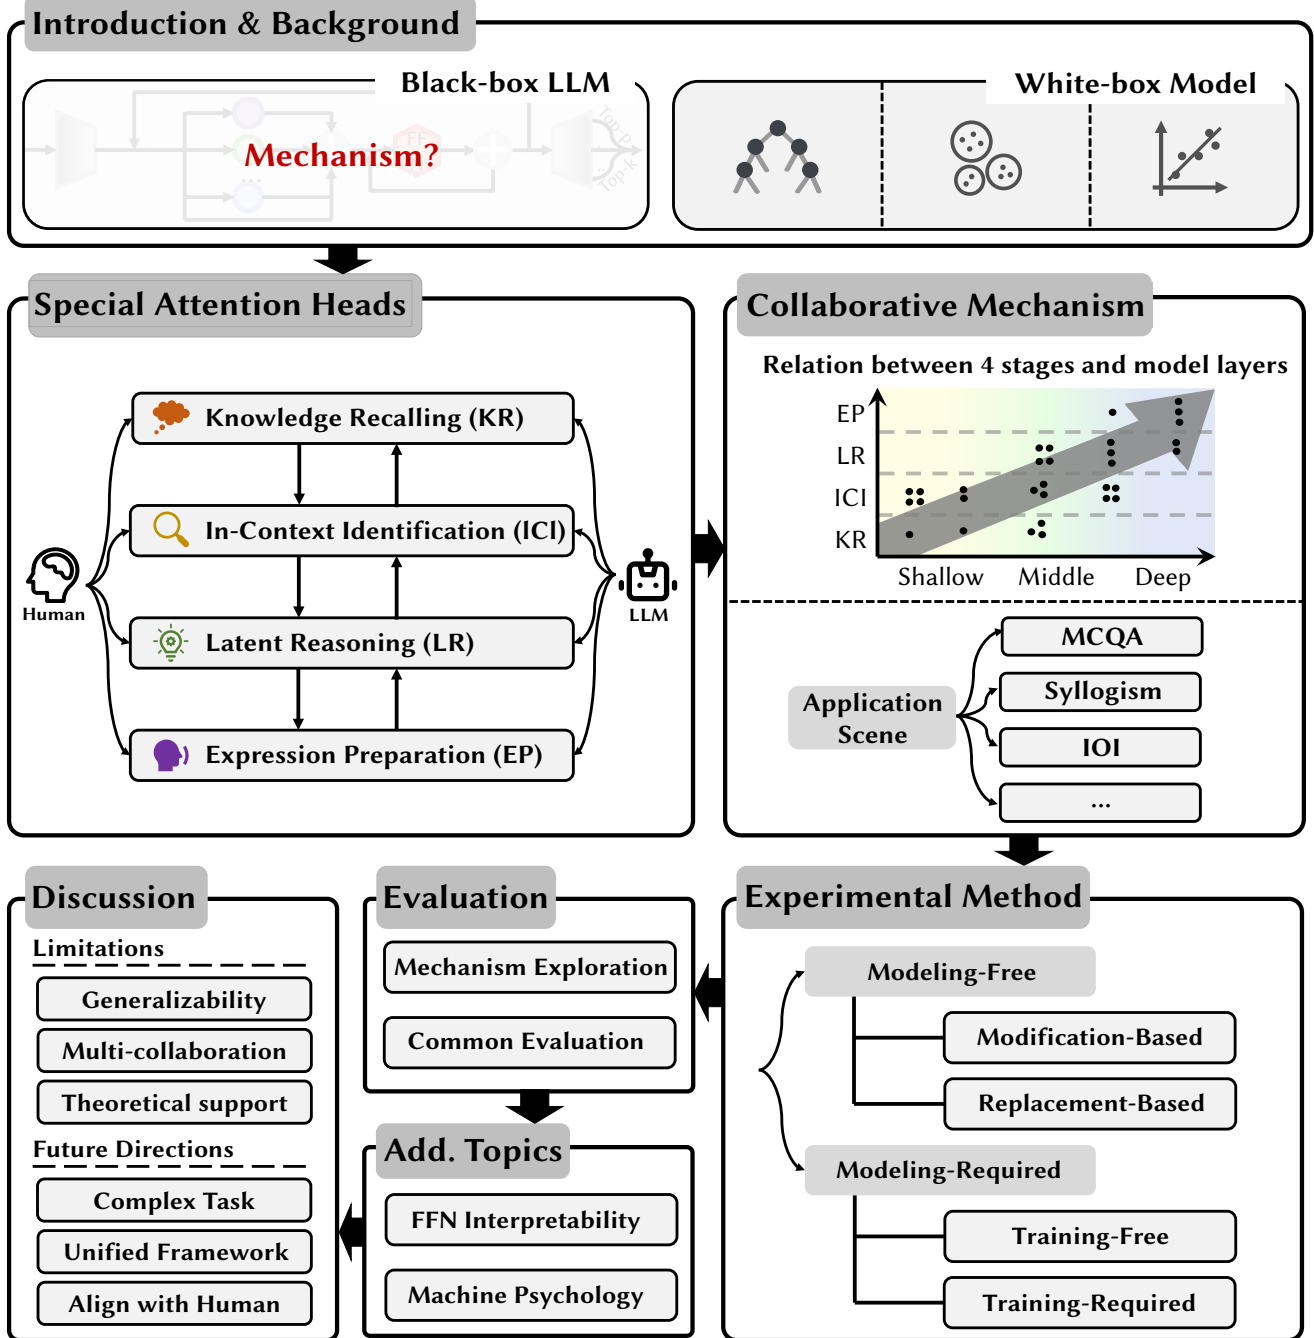 Introduction & Background
Black-box LLM
White-box Model
Mechanism?
FF
Top-p
...
Top-k
Special Attention Heads
Knowledge Recalling (KR)
In-Context Identification (ICI)
Human
LLM
Latent Reasoning (LR)
Expression Preparation (EP)
Collaborative Mechanism
Relation between 4 stages and model layers
EP
LR
ICI
KR
Shallow
Middle
Deep
Application
Scene
MCQA
Syllogism
IOI
...
Discussion
Limitations
Generalizability
Multi-collaboration
Theoretical support
Future Directions
Complex Task
Unified Framework
Align with Human
Evaluation
Mechanism Exploration
Common Evaluation
Add. Topics
FFN Interpretability
Machine Psychology
Experimental Method
Modeling-Free
Modification-Based
Replacement-Based
Modeling-Required
Training-Free
Training-Required